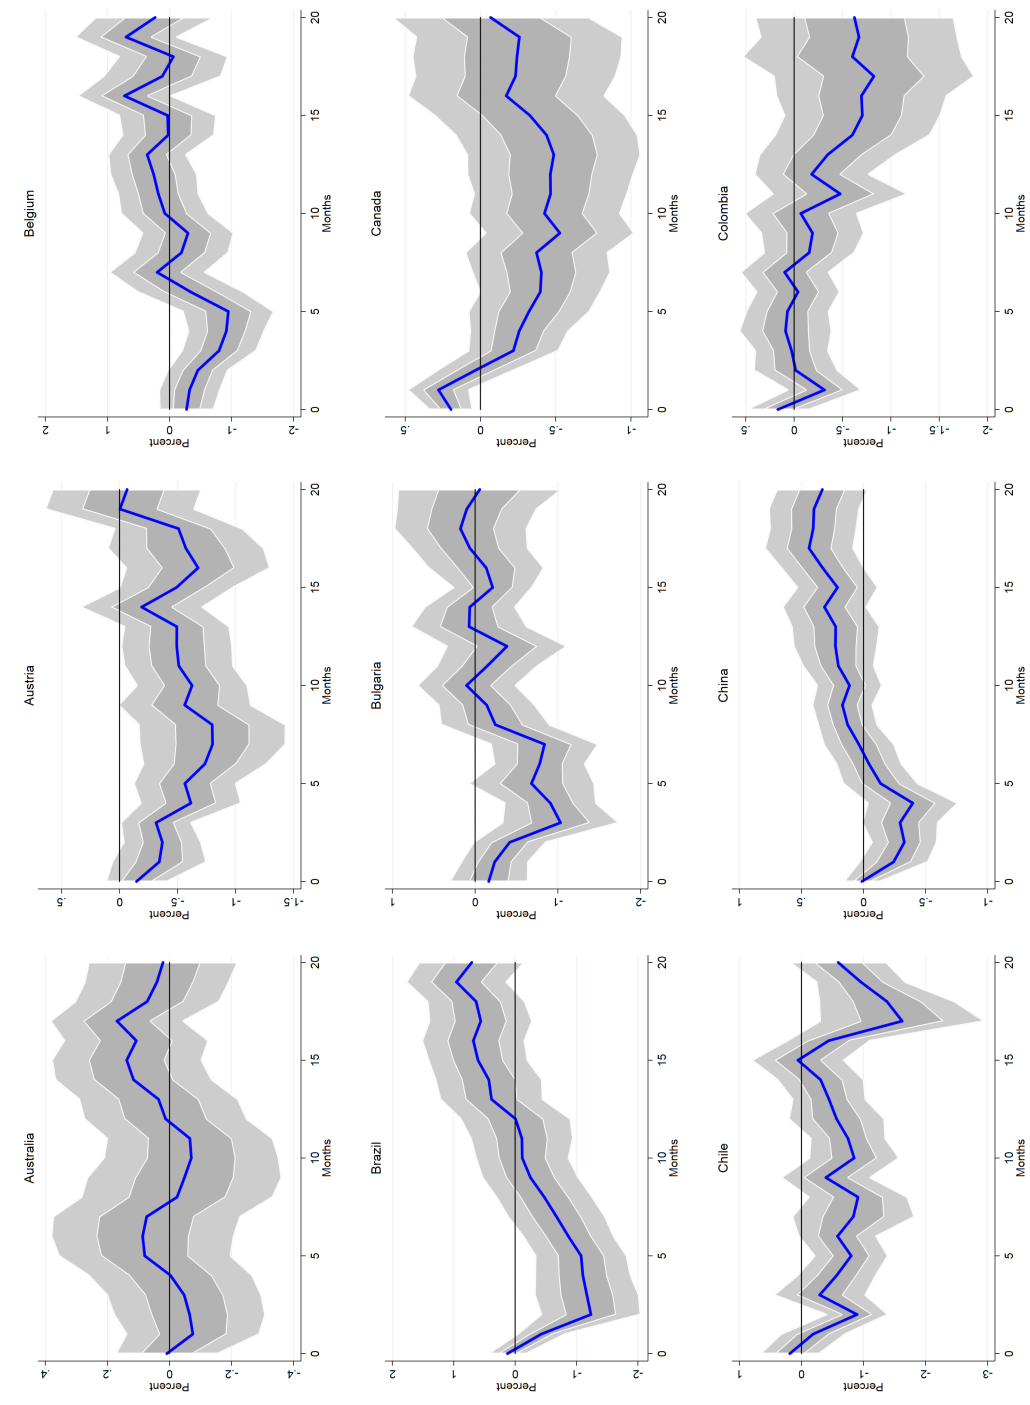 Australia
Percent
.4
.2
0
-.2
-.4
0 5 10 15 20
Months
Austria
Percent
.5
0
-.5
-1
-1.5
0 5 10 15 20
Months
Belgium
Percent
2
1
0
-1
-2
0 5 10 15 20
Months
Brazil
Percent
2
1
0
-1
-2
0 5 10 15 20
Months
Bulgaria
Percent
1
0
-1
-2
0 5 10 15 20
Months
Canada
Percent
.5
0
-.5
-1
0 5 10 15 20
Months
Chile
Percent
1
0
-1
-2
-3
0 5 10 15 20
Months
China
Percent
1
.5
0
-.5
-1
0 5 10 15 20
Months
Colombia
Percent
.5
0
-.5
-1
-1.5
-2
0 5 10 15 20
Months